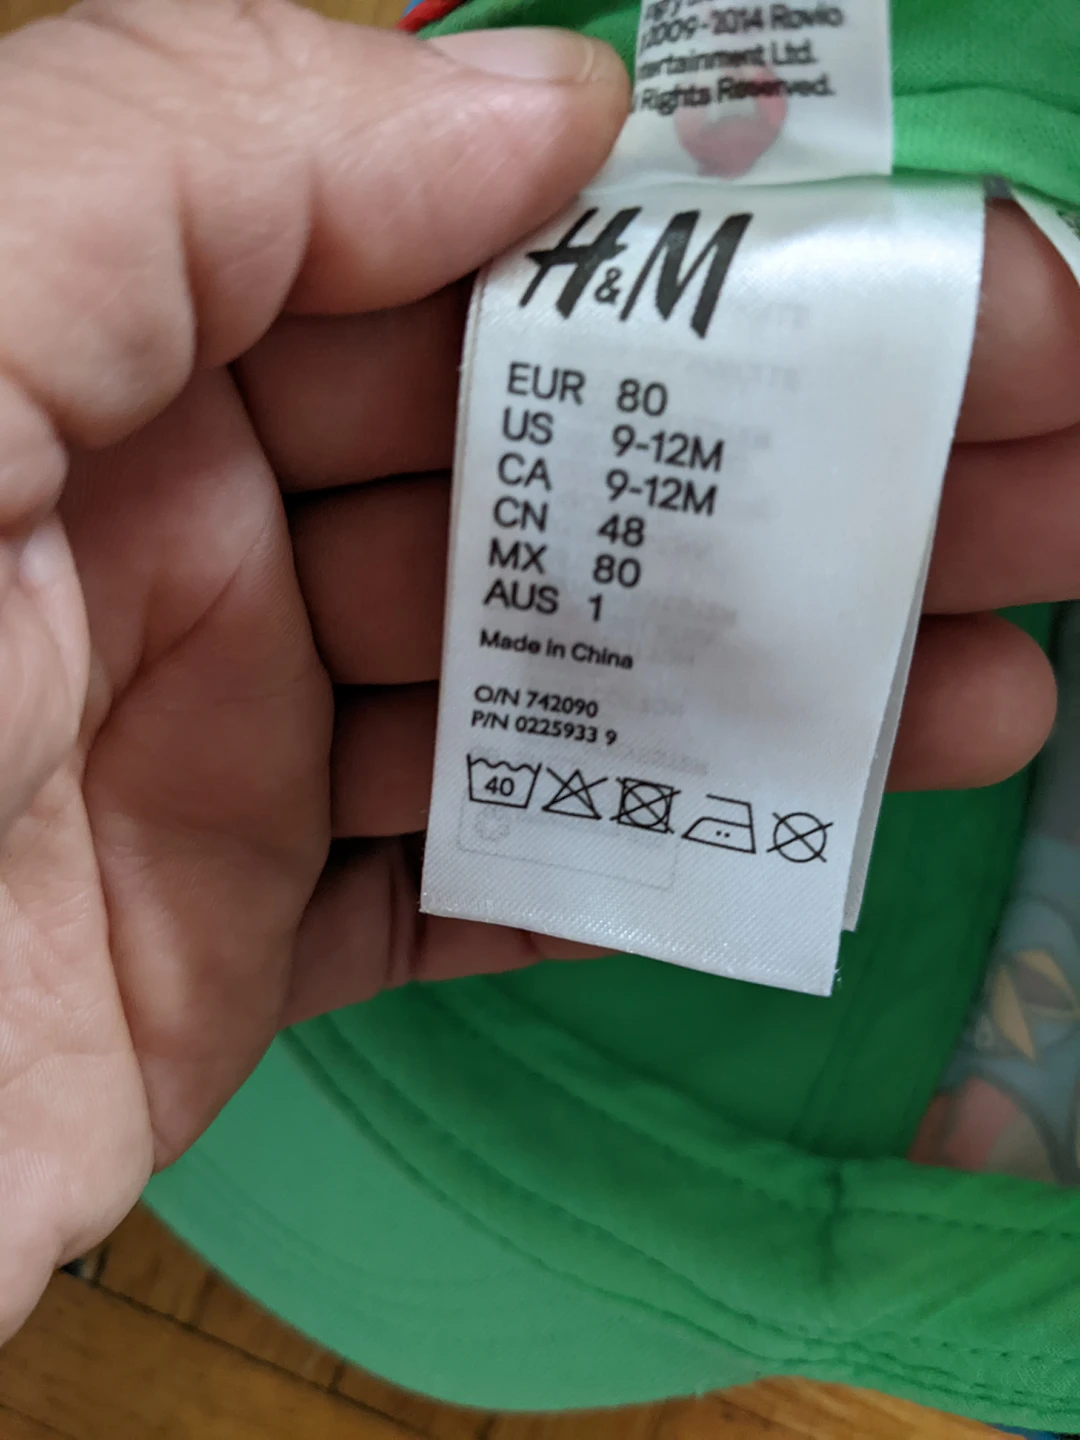 2009-2014 Rovio
Ltd.
Rights Reserved.
H&M
EUR 80
US 9-12M
CA 9-12M
CN 48
MX 80
AUS 1
Made in China
O/N 742090
P/N 0225933 9
40